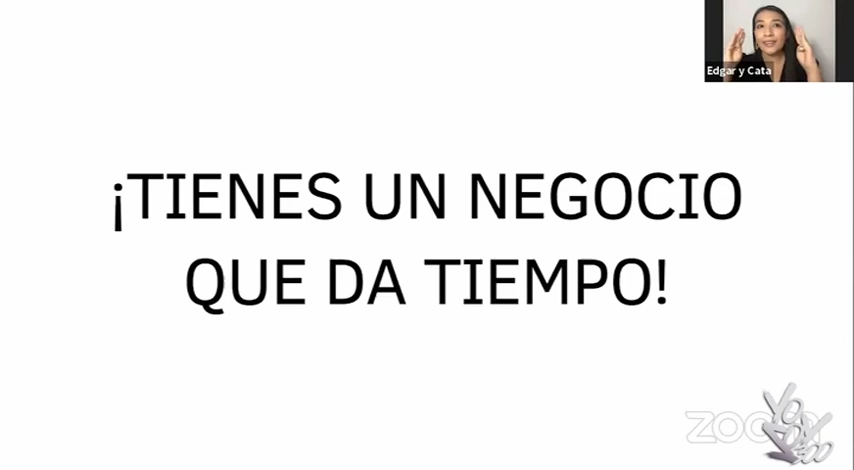 Edgar y Cata
¡TIENES UN NEGOCIO
QUE DA TIEMPO!